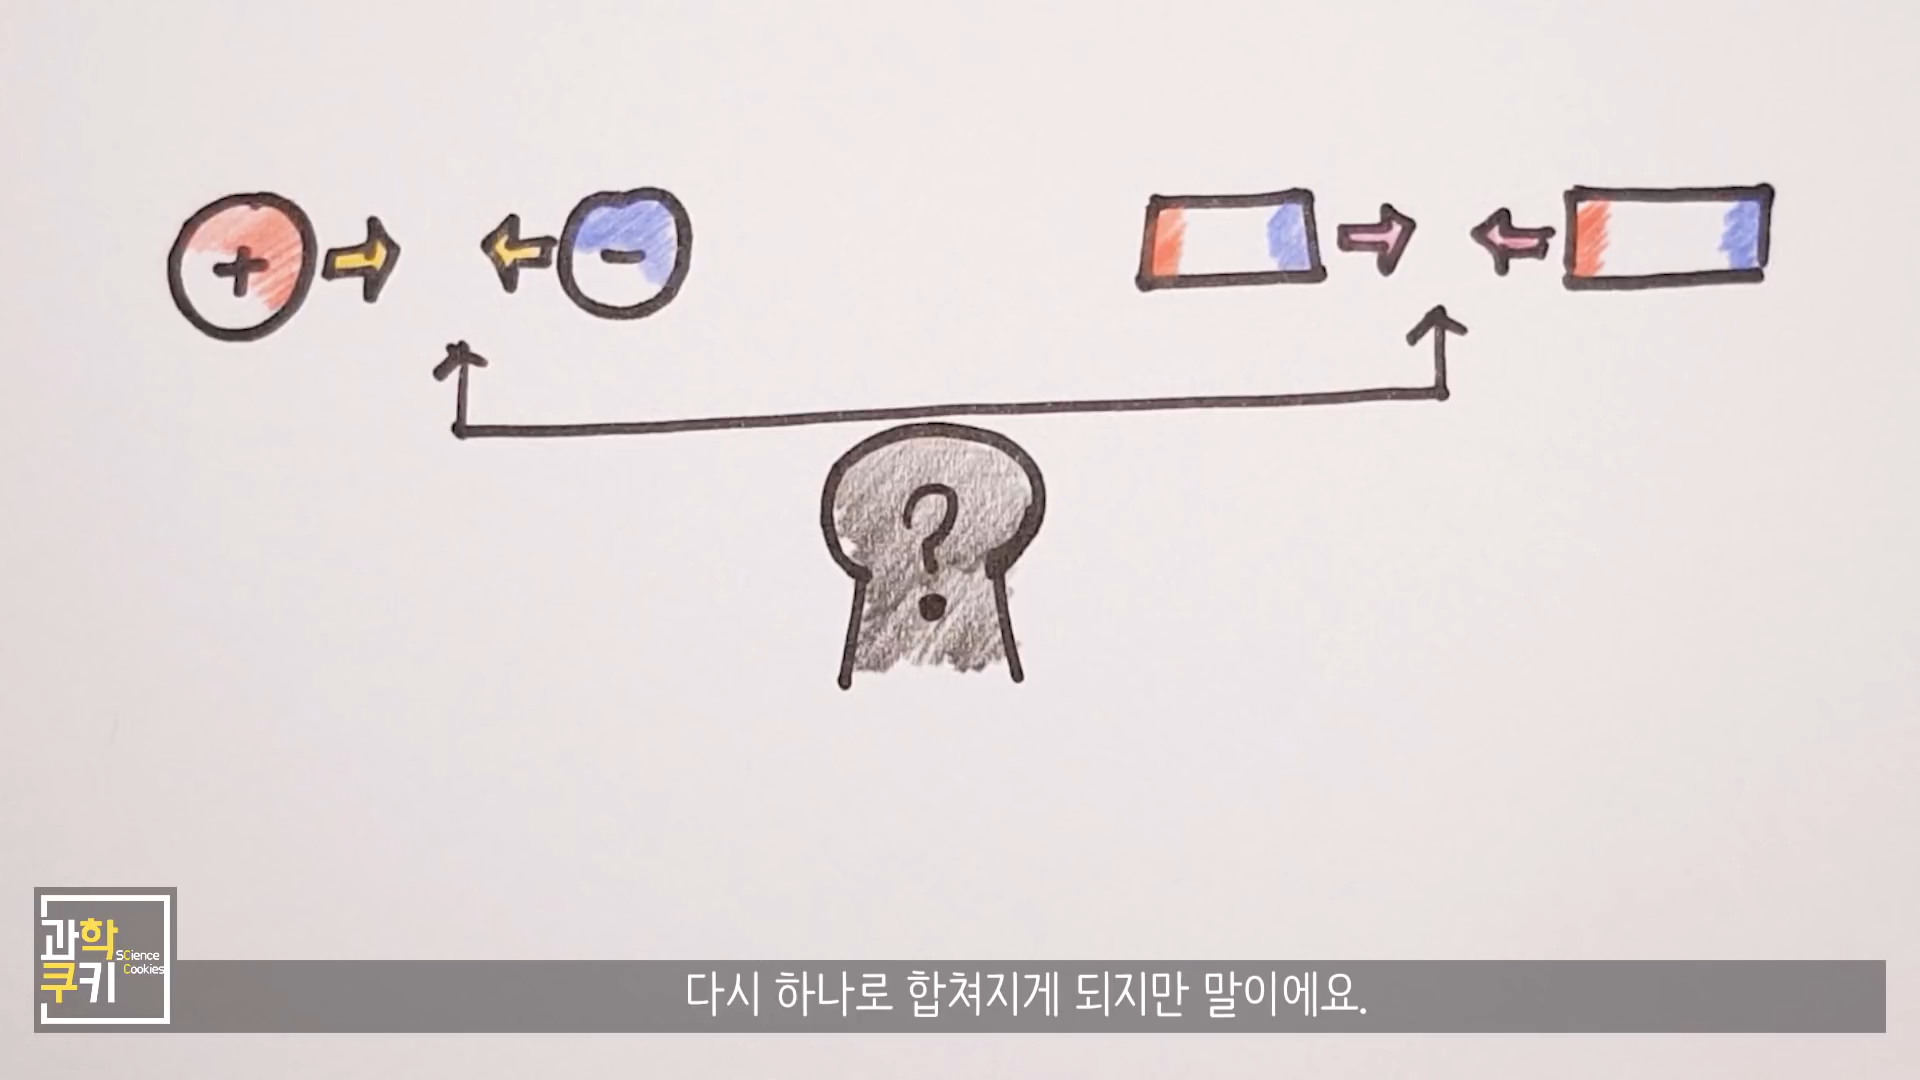 +
-
?
과학
쿠키
Science
Cookies
다시 하나로 합쳐지게 되지만 말이에요.